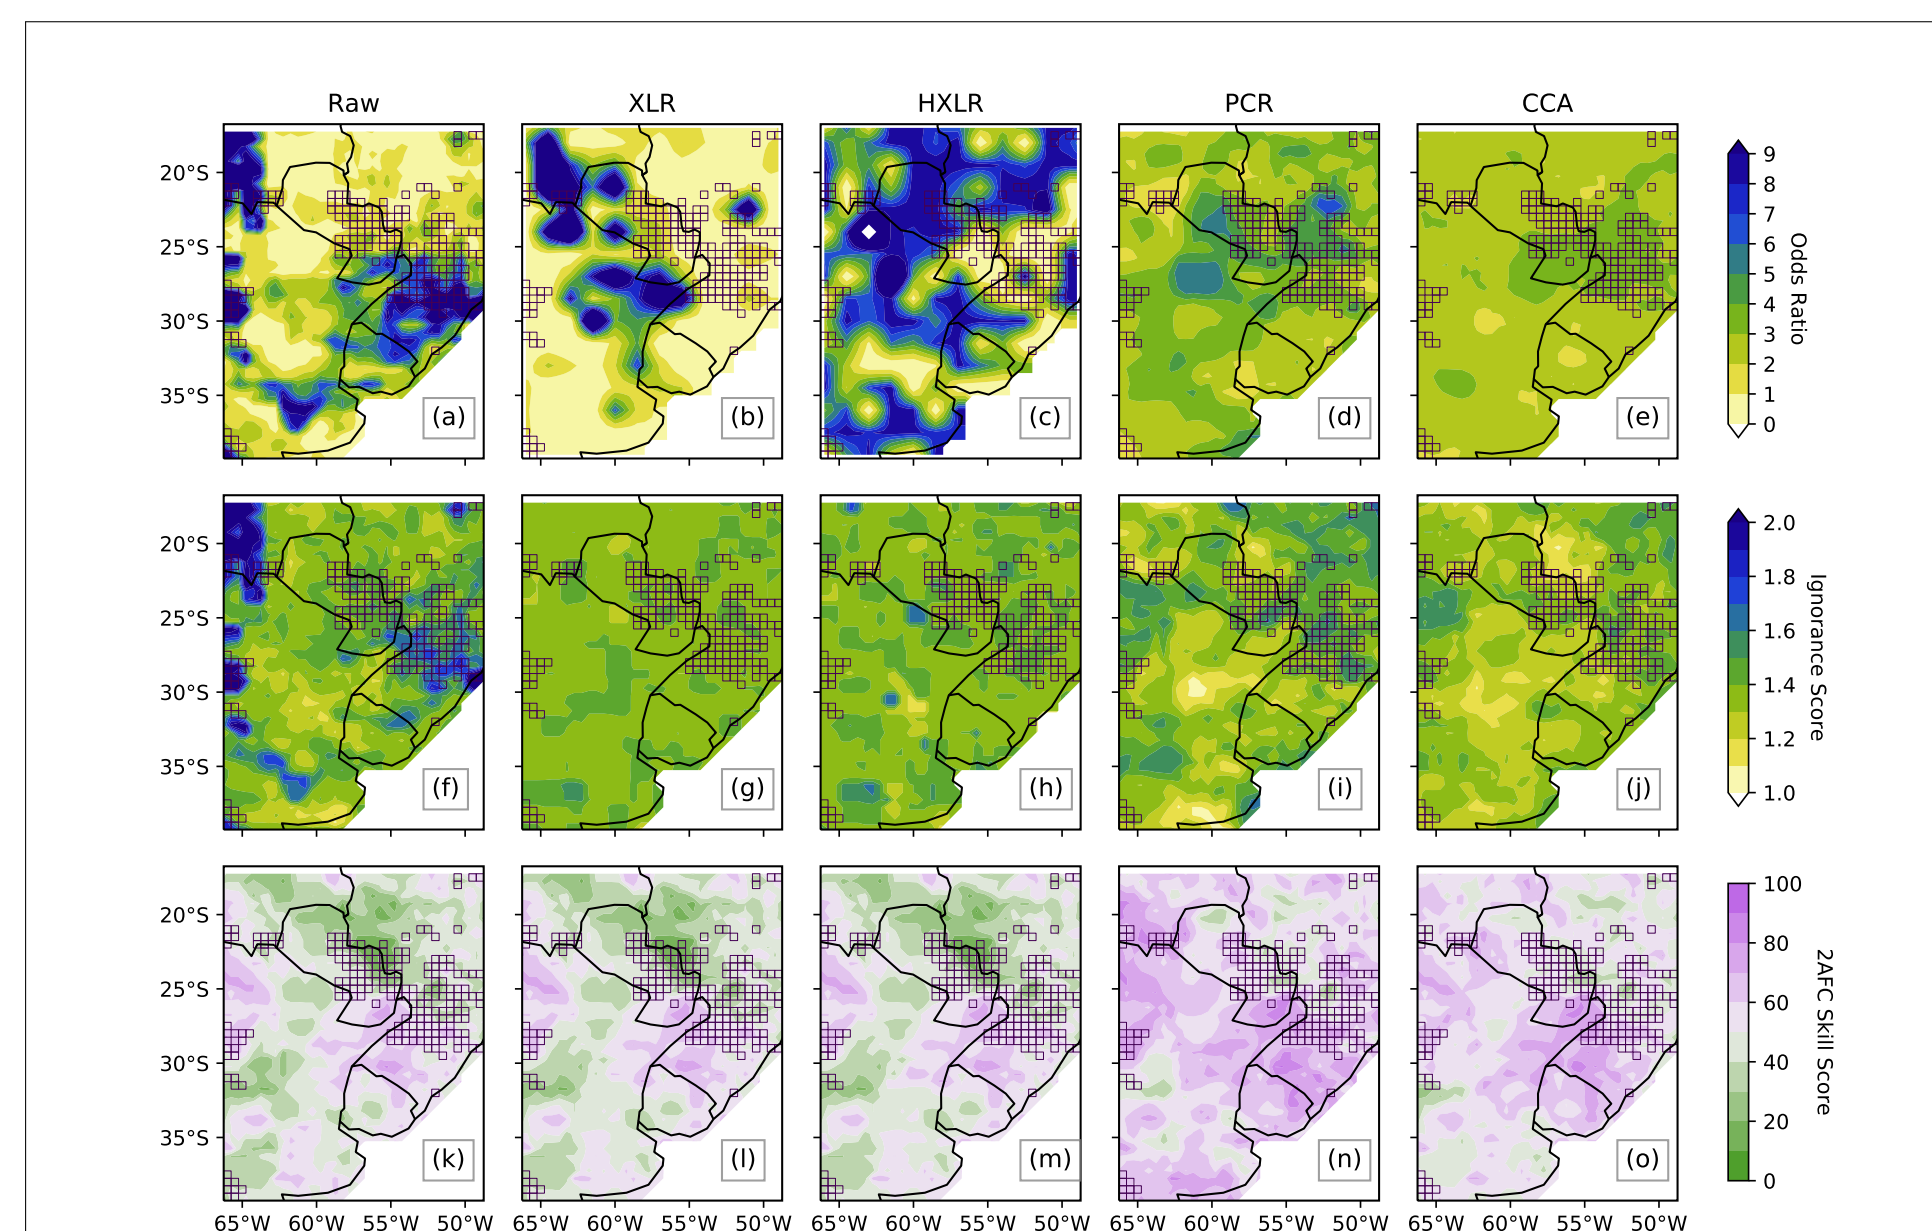 Raw XLR HXLR PCR CCA
20°S
25°S
30°S
35°S
(a) (b) (c) (d) (e)
9
8
7
6
5
4
3
2
1
0
Odds Ratio
20°S
25°S
30°S
35°S
(f) (g) (h) (i) (j)
2.0
1.8
1.6
1.4
1.2
1.0
Ignorance Score
20°S
25°S
30°S
35°S
(k) (l) (m) (n) (o)
100
80
60
40
20
0
2AFC Skill Score
65°W 60°W 55°W 50°W 65°W 60°W 55°W 50°W 65°W 60°W 55°W 50°W 65°W 60°W 55°W 50°W 65°W 60°W 55°W 50°W